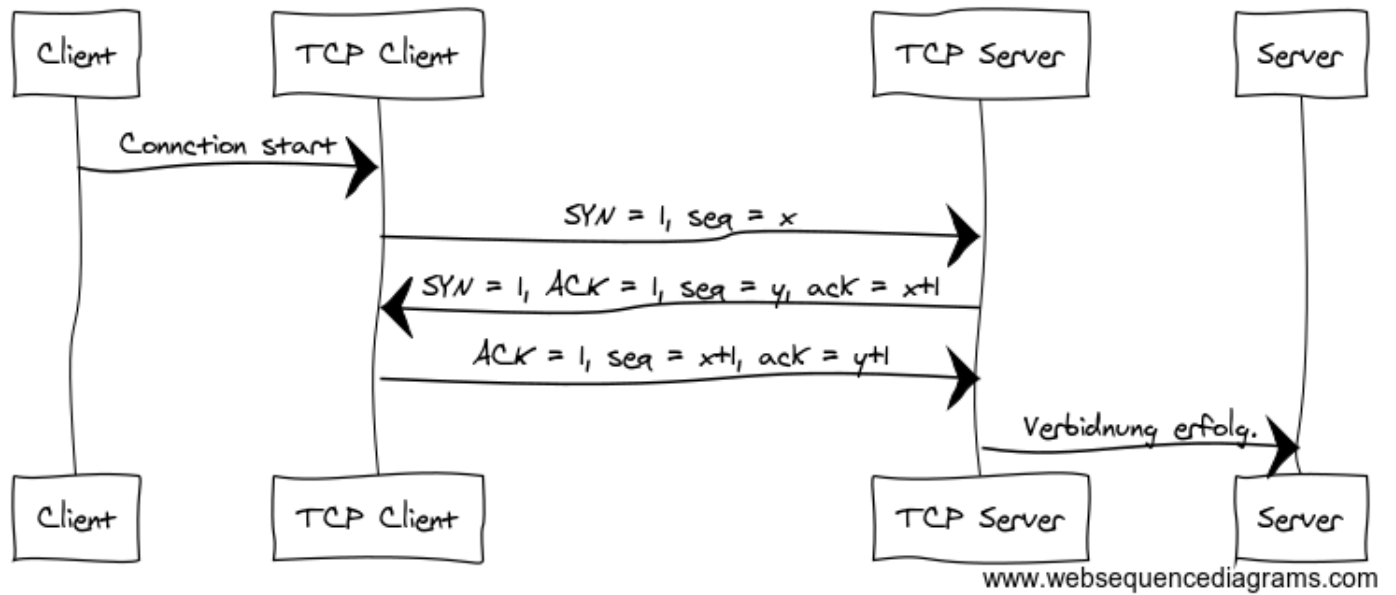 Client
TCP Client
TCP Server
Server
Connction start
SYN = 1, seq = x
SYN = 1, ACK = 1, seq = y, ack = x+1
ACK = 1, seq = x+1, ack = y+1
Verbidnung erfolg.
Client
TCP Client
TCP Server
Server
www.websequencediagrams.com